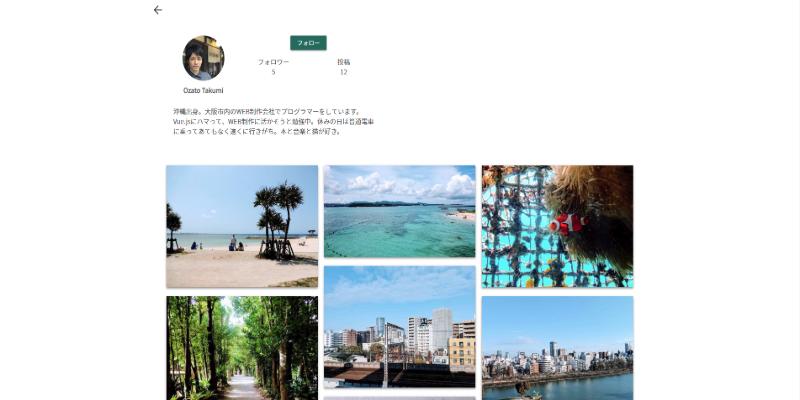 フォロー
フォロワー
投稿
5
12
Ozato Takumi
沖縄出身。大阪市内のWEB制作会社でプログラマーをしています。
Vue.jsにハマって、WEB制作に活かそうと勉強中。休みの日は普通電車
に乗ってあてもなく遠くに行きがち。本と音楽と猫が好き。